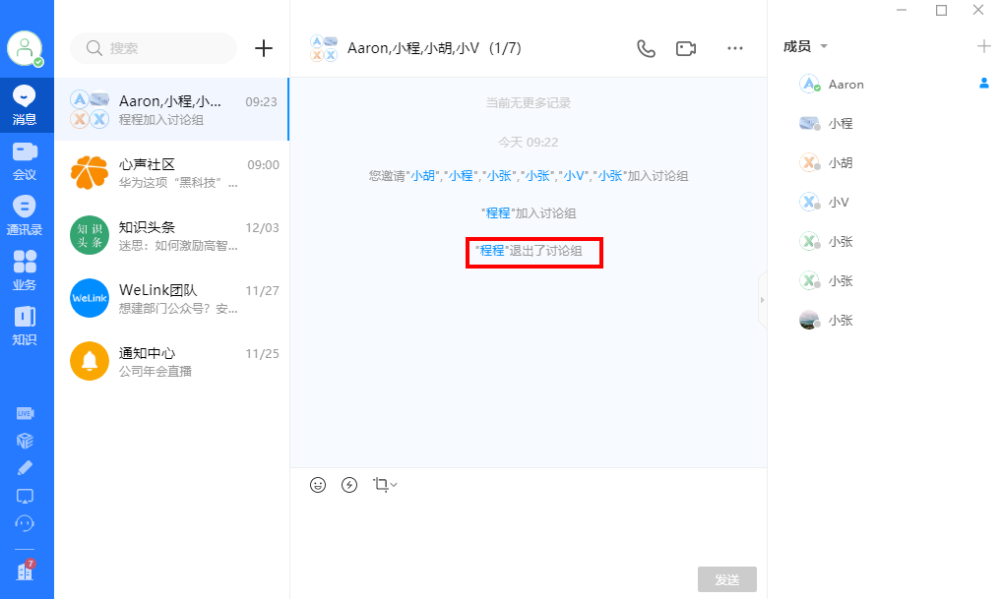 消息
会议
通讯录
业务
知识
LIVE
7
搜索
Aaron,小程,小... 09:23
程程加入讨论组
心声社区 09:00
华为这项“黑科技”...
知识头条 12/03
迷思：如何激励高智...
WeLink团队 11/27
想建部门公众号？安...
通知中心 11/25
公司年会直播
知 识
头 条
WeLink
Aaron,小程,小胡,小V (1/7)
当前无更多记录
今天 09:22
您邀请"小胡","小程","小张","小张","小V","小张"加入讨论组
"程程"加入讨论组
"程程"退出了讨论组
发送
成员
Aaron
小程
小胡
小V
小张
小张
小张